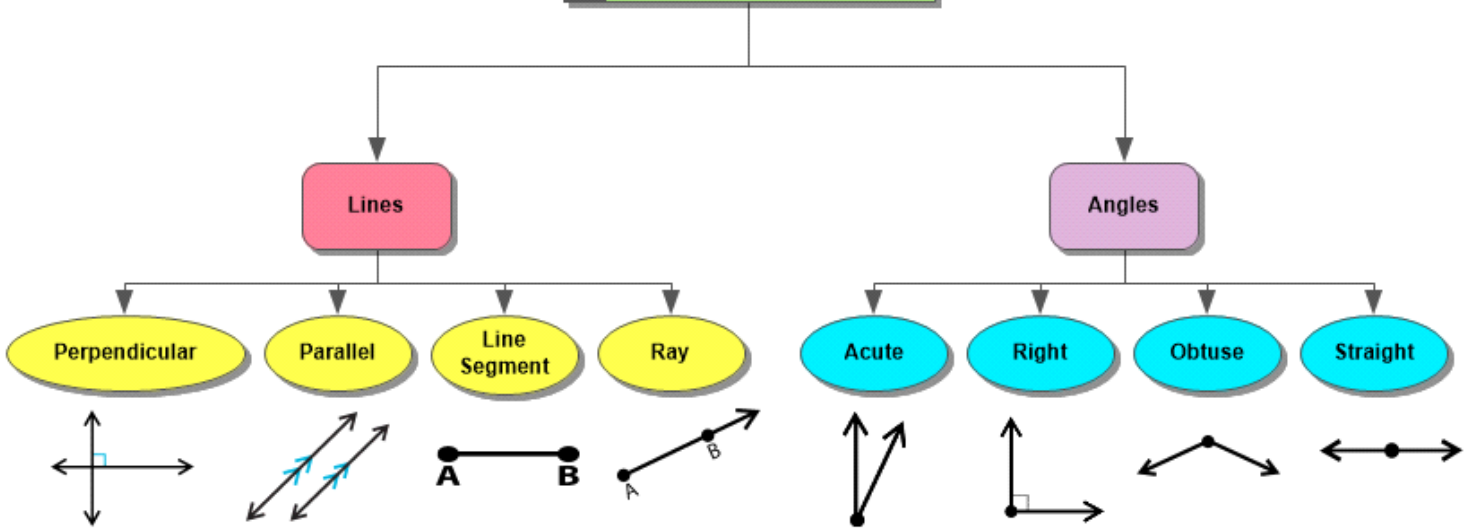 Lines
Angles
Perpendicular
Parallel
Line
Segment
Ray
Acute
Right
Obtuse
Straight
A
B
A
B